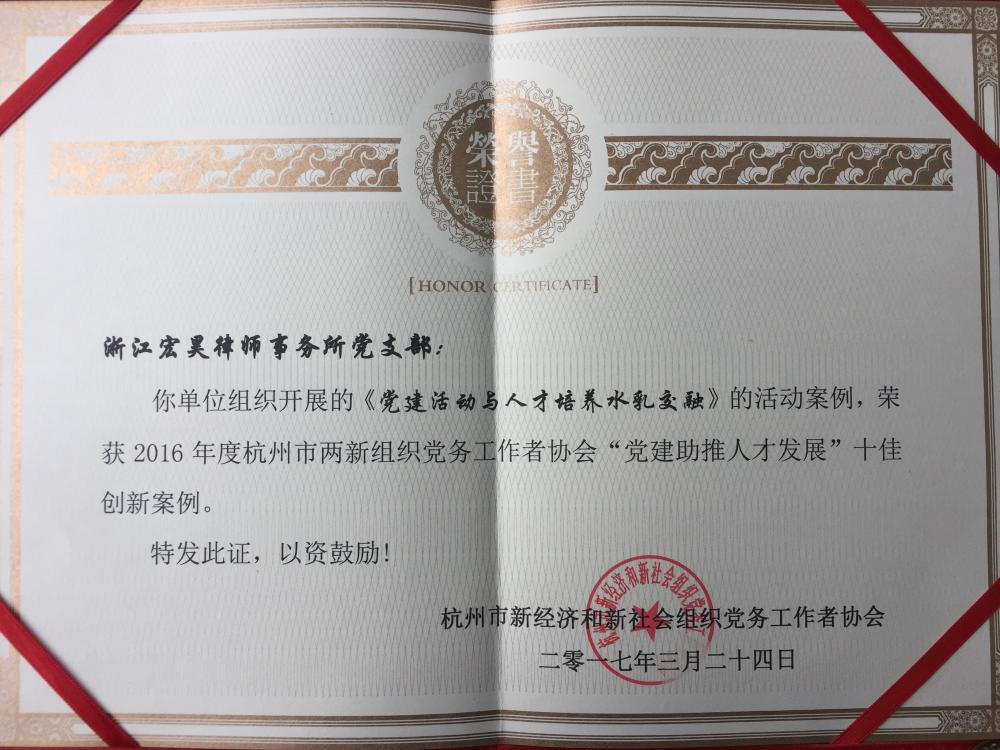 榮譽
證書
[HONOR CERTIFICATE]
浙江宏昊律师事务所党支部：
你单位组织开展的《党建活动与人才培养水乳交融》的活动案例，荣
获 2016 年度杭州市两新组织党务工作者协会“党建助推人才发展”十佳
创新案例。
特发此证，以资鼓励！
杭州市新经济和新社会组织党务工作者协会
二零一七年三月二十四日